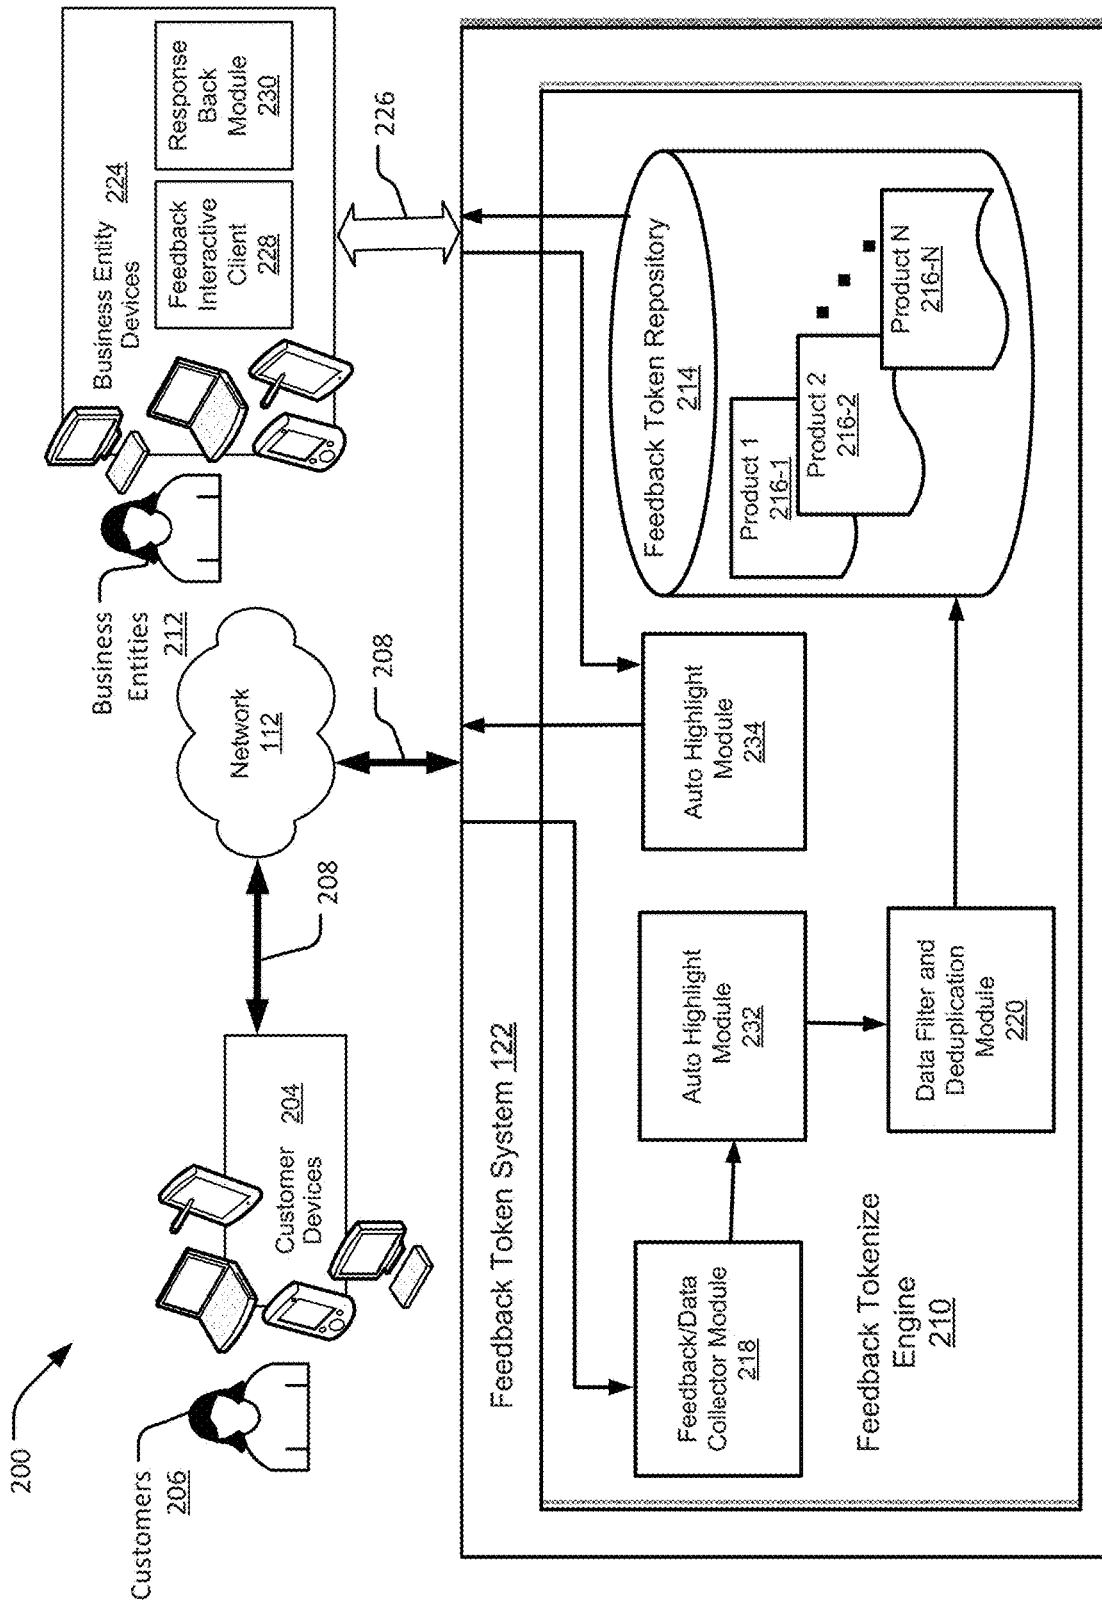 200
Customers
206
Customer
Devices
204
208
Network
112
208
Business
Entities
212
Business Entity
Devices
224
Feedback
Interactive
Client
228
Response
Back
Module
230
226
Feedback Token System 122
Feedback/Data
Collector Module
218
Auto Highlight
Module
232
Auto Highlight
Module
234
Data Filter and
Deduplication
Module
220
Feedback Tokenize
Engine
210
Feedback Token Repository
214
Product 1
216-1
Product 2
216-2
Product N
216-N